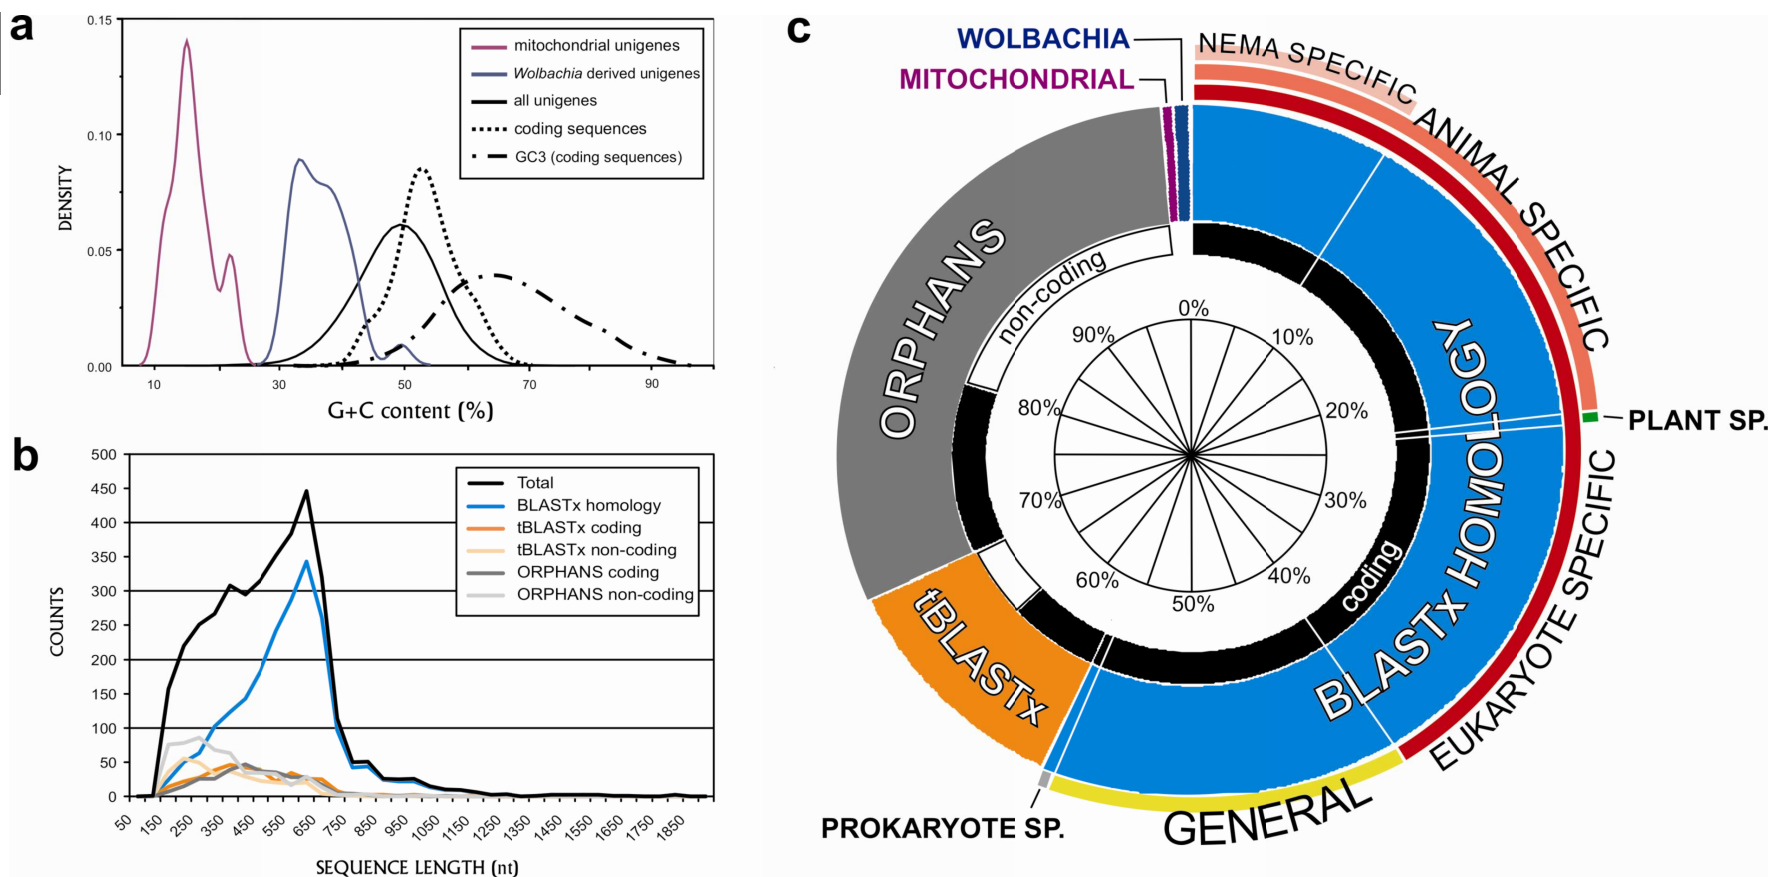 a
0.15
0.10
0.05
0.00
DENSITY
10
30
50
70
90
G+C content (%)
mitochondrial unigenes
Wolbachia derived unigenes
all unigenes
coding sequences
GC3 (coding sequences)
b
500
450
400
350
300
250
200
150
100
50
0
COUNTS
50
150
250
350
450
550
650
750
850
950
1050
1150
1250
1350
1450
1550
1650
1750
1850
SEQUENCE LENGTH (nt)
Total
BLASTx homology
tBLASTx coding
tBLASTx non-coding
ORPHANS coding
ORPHANS non-coding
c
WOLBACHIA
MITOCHONDRIAL
NEMA SPECIFIC
ANIMAL SPECIFIC
PLANT SP.
EUKARYOTE SPECIFIC
GENERAL
PROKARYOTE SP.
ORPHANS
tBLASTx
BLASTx HOMOLOGY
non-coding
coding
0%
10%
20%
30%
40%
50%
60%
70%
80%
90%